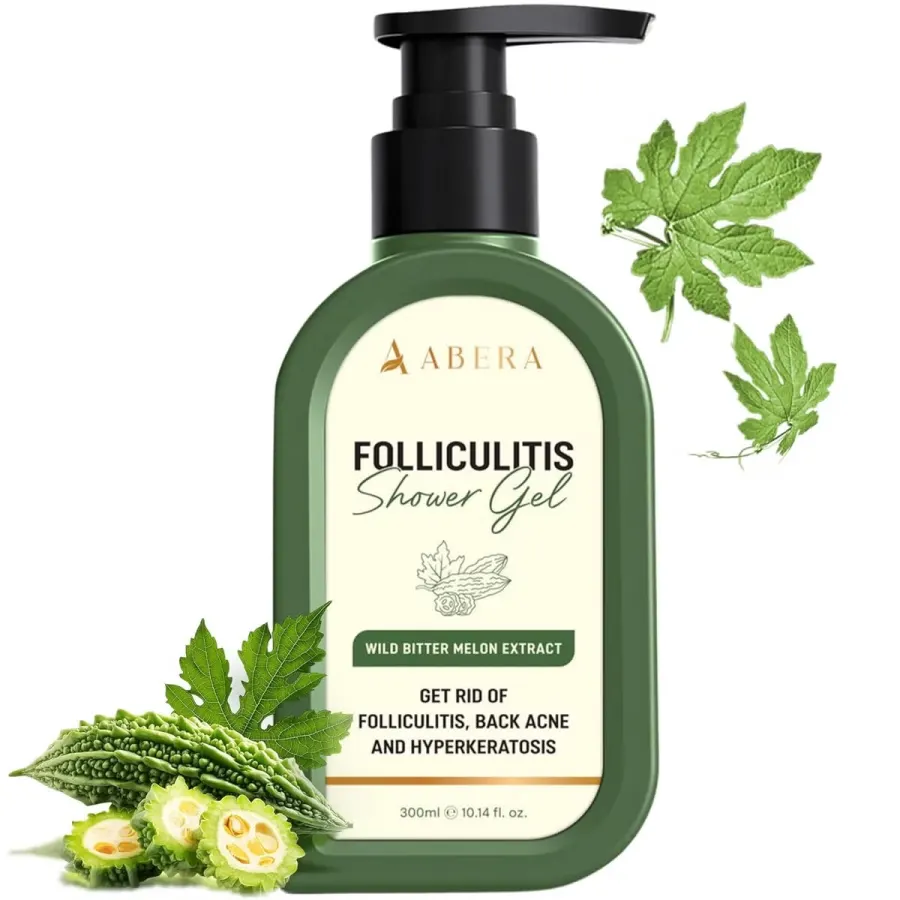 ABERA
FOLLICULITIS
Shower Gel
WILD BITTER MELON EXTRACT
GET RID OF
FOLLICULITIS, BACK ACNE
AND HYPERKERATOSIS
300ml ℮ 10.14 fl. oz.